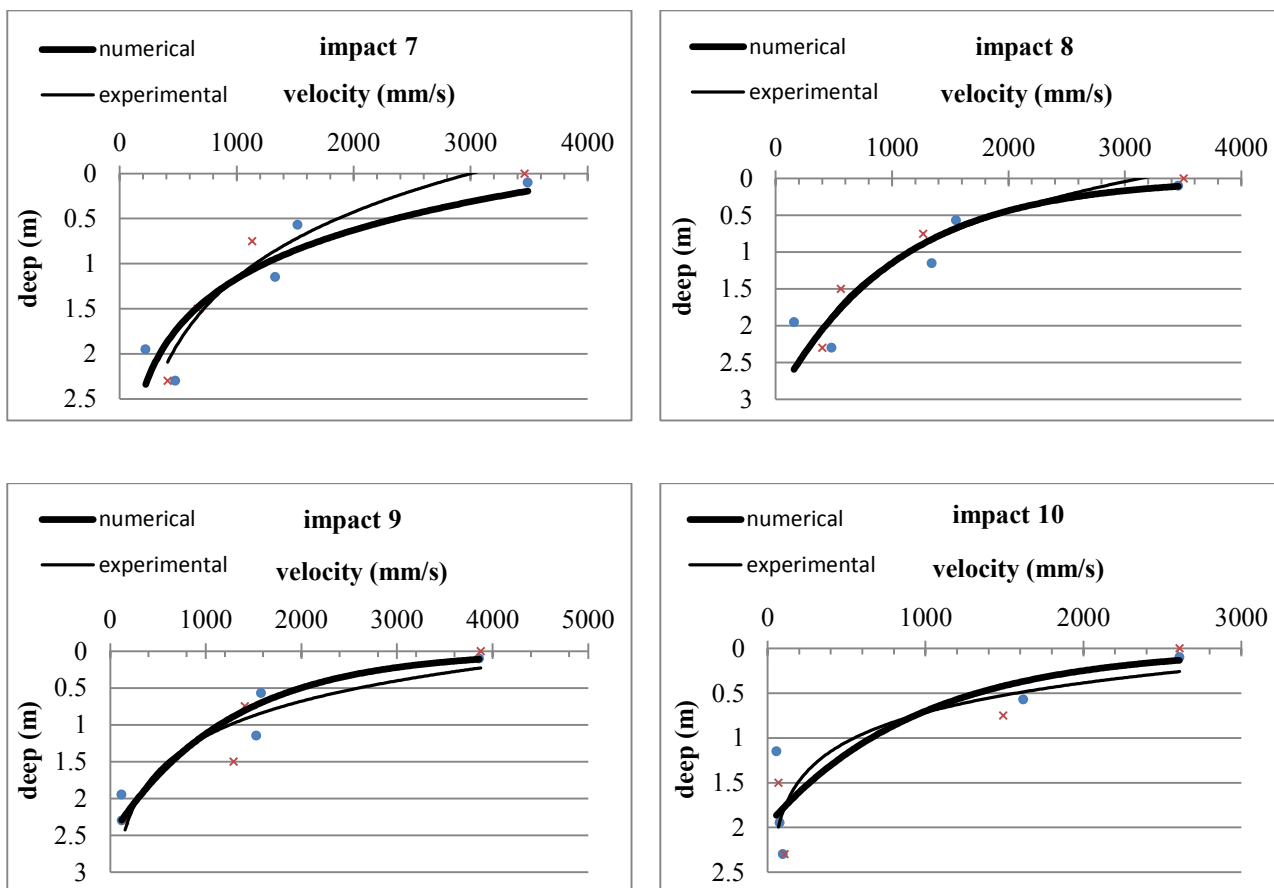 numerical
impact 7
experimental
velocity (mm/s)
0 1000 2000 3000 4000
0
0.5
1
1.5
2
2.5
deep (m)
numerical
impact 8
experimental
velocity (mm/s)
0 1000 2000 3000 4000
0
0.5
1
1.5
2
2.5
3
deep (m)
numerical
impact 9
experimental
velocity (mm/s)
0 1000 2000 3000 4000 5000
0
0.5
1
1.5
2
2.5
3
deep (m)
numerical
impact 10
experimental
velocity (mm/s)
0 1000 2000 3000
0
0.5
1
1.5
2
2.5
deep (m)